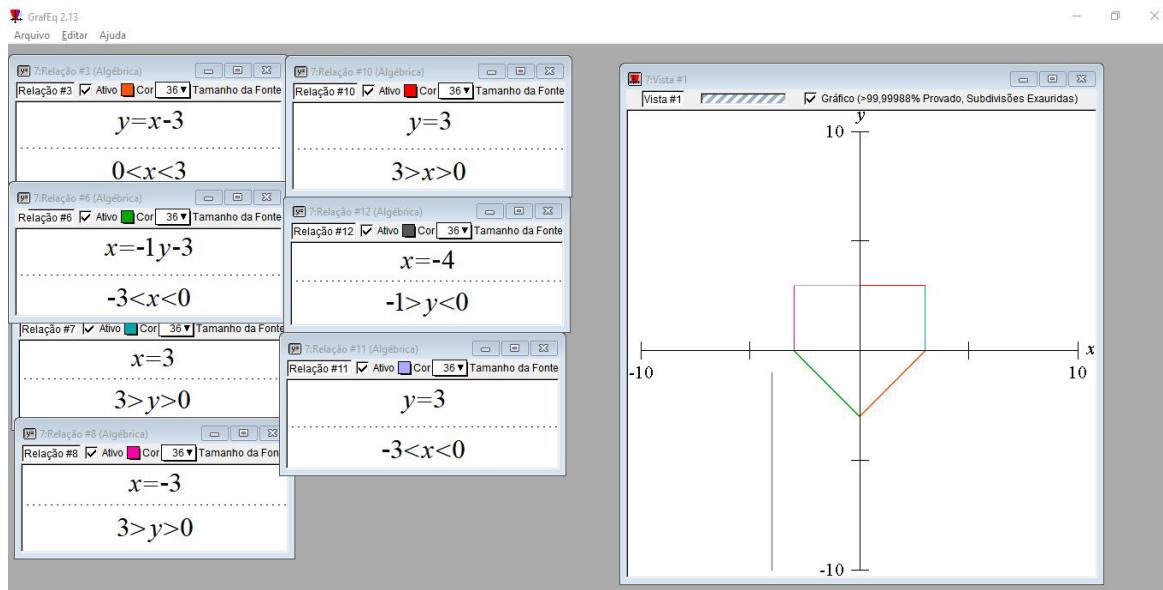 GrafEq 2.13
Arquivo Editar Ajuda
7:Relação #3 (Algébrica)
Relação #3 Ativo Cor 36 Tamanho da Fonte
y=x-3
0<x<3
7:Relação #6 (Algébrica)
Relação #6 Ativo Cor 36 Tamanho da Fonte
x=-1y-3
-3<x<0
Relação #7 Ativo Cor 36 Tamanho da Fonte
x=3
3>y>0
7:Relação #8 (Algébrica)
Relação #8 Ativo Cor 36 Tamanho da Fon
x=-3
3>y>0
7:Relação #10 (Algébrica)
Relação #10 Ativo Cor 36 Tamanho da Fonte
y=3
3>x>0
7:Relação #12 (Algébrica)
Relação #12 Ativo Cor 36 Tamanho da Fonte
x=-4
-1>y<0
7:Relação #11 (Algébrica)
Relação #11 Ativo Cor 36 Tamanho da Fonte
y=3
-3<x<0
7:Vista #1
Vista #1 Gráfico (>99,99988% Provado, Subdivisões Exauridas)
y
10
x
-10 10
-10